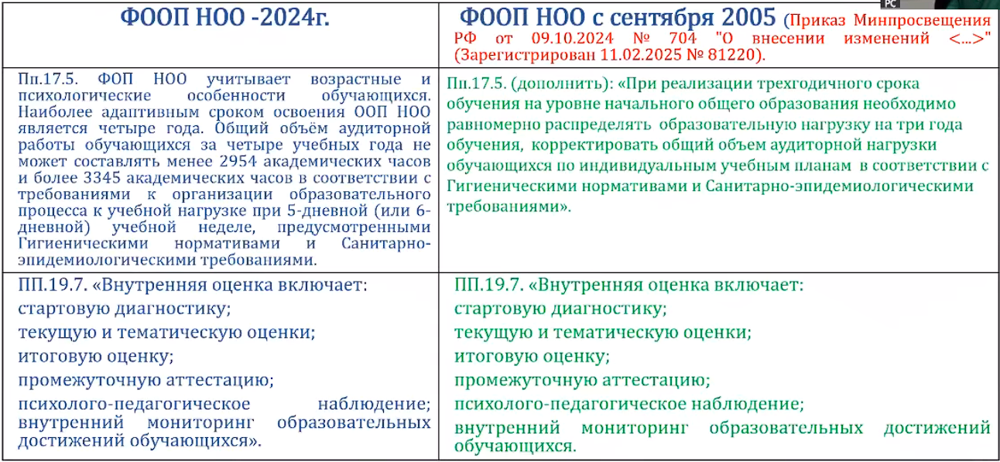 РС
ФООП НОО -2024г.
ФООП НОО с сентября 2005 (Приказ Минпросвещения
РФ от 09.10.2024 № 704 "О внесении изменений <...>"
(Зарегистрирован 11.02.2025 № 81220).
Пп.17.5. ФОП НОО учитывает возрастные и
психологические особенности обучающихся.
Наиболее адаптивным сроком освоения ООП НОО
является четыре года. Общий объём аудиторной
работы обучающихся за четыре учебных года не
может составлять менее 2954 академических часов
и более 3345 академических часов в соответствии с
требованиями к организации образовательного
процесса к учебной нагрузке при 5-дневной (или 6-
дневной) учебной неделе, предусмотренными
Гигиеническими нормативами и Санитарно-
эпидемиологическими требованиями.
Пп.17.5. (дополнить): «При реализации трехгодичного срока
обучения на уровне начального общего образования необходимо
равномерно распределять образовательную нагрузку на три года
обучения, корректировать общий объем аудиторной нагрузки
обучающихся по индивидуальным учебным планам в соответствии с
Гигиеническими нормативами и Санитарно-эпидемиологическими
требованиями».
ПП.19.7. «Внутренняя оценка включает:
стартовую диагностику;
текущую и тематическую оценки;
итоговую оценку;
промежуточную аттестацию;
психолого-педагогическое наблюдение;
внутренний мониторинг образовательных
достижений обучающихся».
ПП.19.7. «Внутренняя оценка включает:
стартовую диагностику;
текущую и тематическую оценки;
итоговую оценку;
промежуточную аттестацию;
психолого-педагогическое наблюдение;
внутренний мониторинг образовательных достижений
обучающихся.